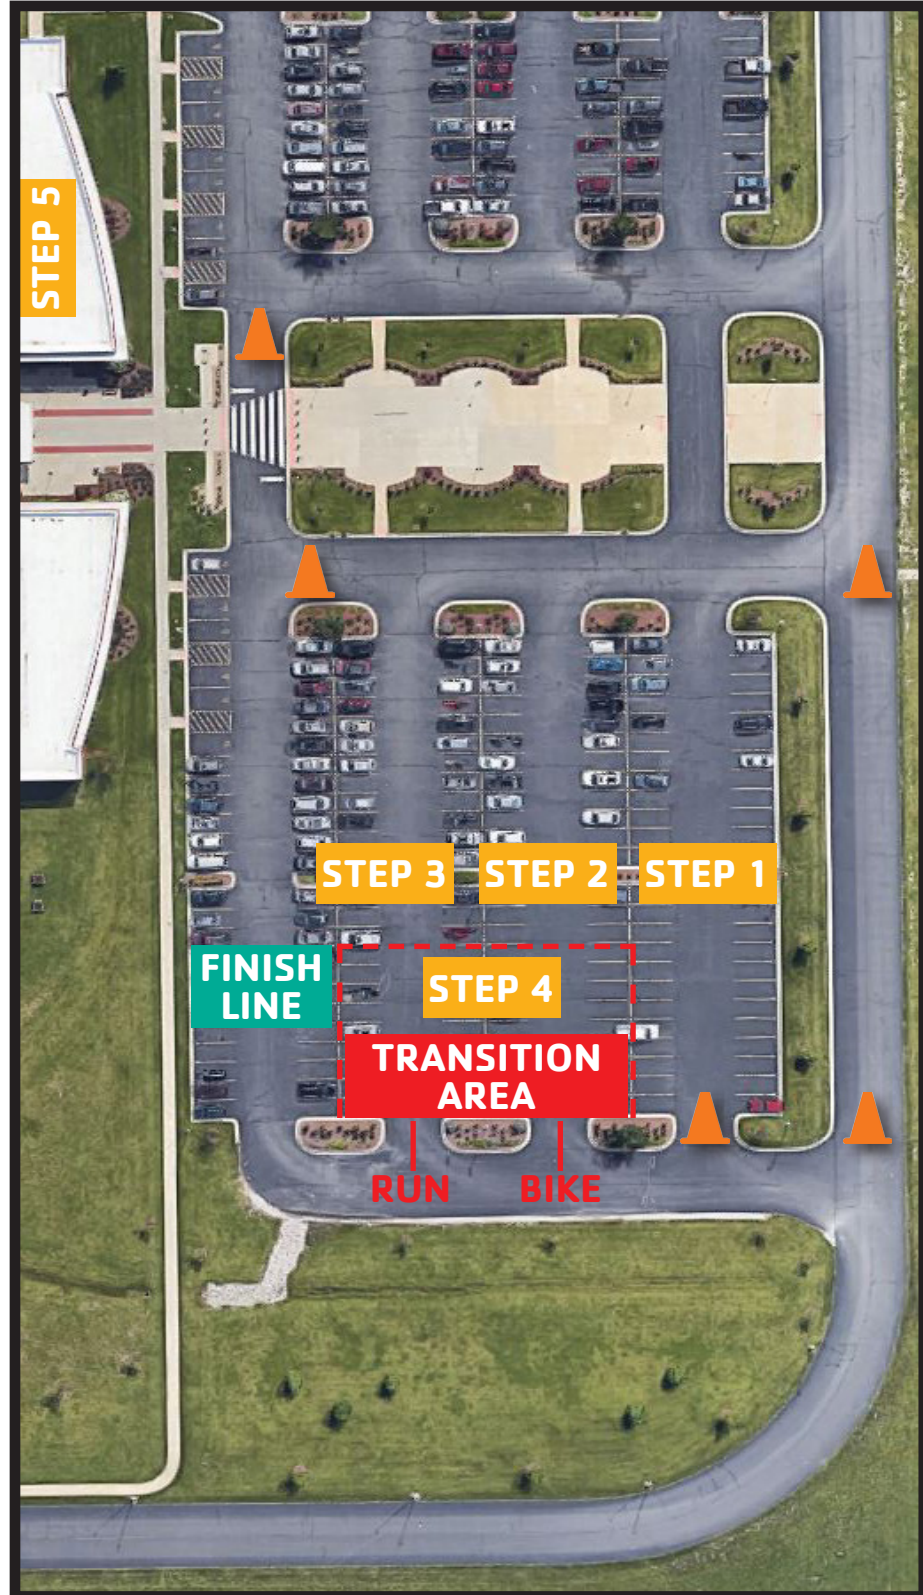 STEP 5
STEP 3
STEP 2
STEP 1
FINISH
LINE
STEP 4
TRANSITION
AREA
RUN
BIKE